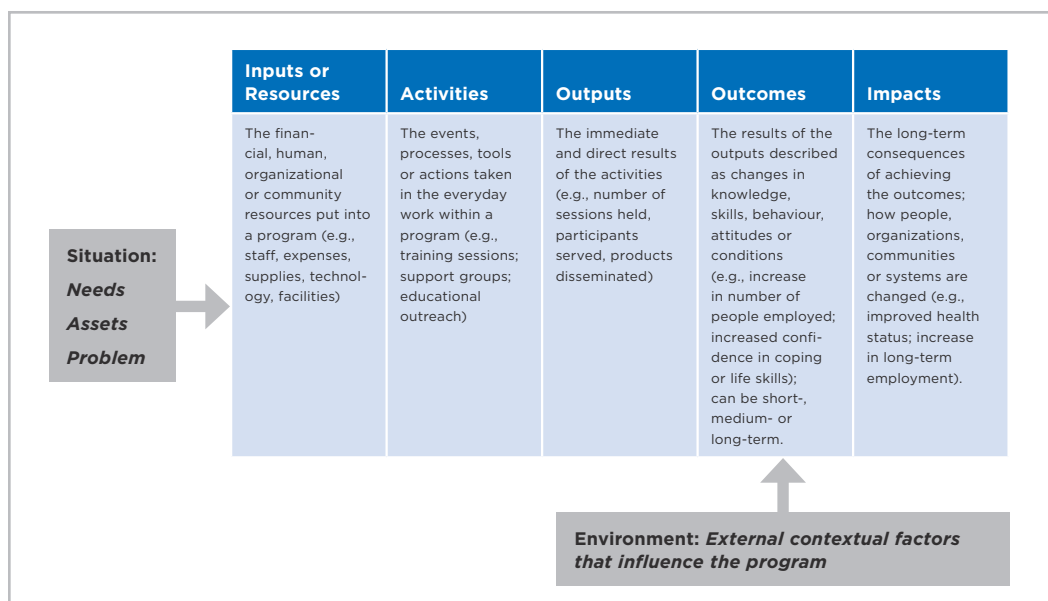 Situation:
Needs
Assets
Problem
Inputs or
Resources
The finan-
cial, human,
organizational
or community
resources put into
a program (e.g.,
staff, expenses,
supplies, technol-
ogy, facilities)
Activities
The events,
processes, tools
or actions taken
in the everyday
work within a
program (e.g.,
training sessions;
support groups;
educational
outreach)
Outputs
The immediate
and direct results
of the activities
(e.g., number of
sessions held,
participants
served, products
disseminated)
Outcomes
The results of the
outputs described
as changes in
knowledge,
skills, behaviour,
attitudes or
conditions
(e.g., increase
in number of
people employed;
increased confi-
dence in coping
or life skills);
can be short-,
medium- or
long-term.
Impacts
The long-term
consequences
of achieving
the outcomes;
how people,
organizations,
communities
or systems are
changed (e.g.,
improved health
status; increase
in long-term
employment).
Environment: External contextual factors
that influence the program